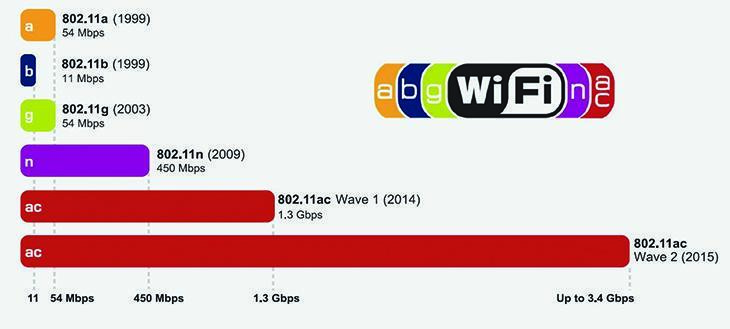 a
802.11a (1999)
54 Mbps
b
802.11b (1999)
11 Mbps
g
802.11g (2003)
54 Mbps
a b g WiFi n ac
n
802.11n (2009)
450 Mbps
ac
802.11ac Wave 1 (2014)
1.3 Gbps
ac
802.11ac
Wave 2 (2015)
11 54 Mbps 450 Mbps 1.3 Gbps Up to 3.4 Gbps